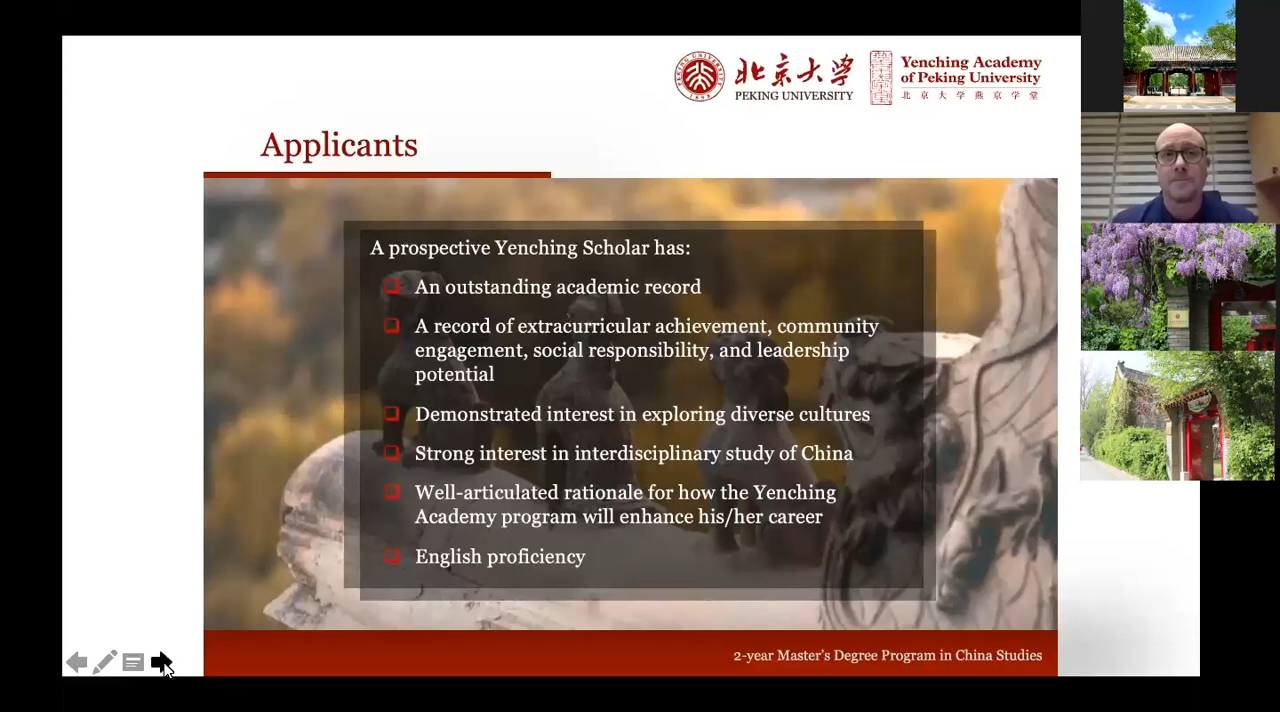 北京大学
PEKING UNIVERSITY
Yenching Academy
of Peking University
北京大学燕京学堂
Applicants
A prospective Yenching Scholar has:
An outstanding academic record
A record of extracurricular achievement, community
engagement, social responsibility, and leadership
potential
Demonstrated interest in exploring diverse cultures
Strong interest in interdisciplinary study of China
Well-articulated rationale for how the Yenching
Academy program will enhance his/her career
English proficiency
2-year Master's Degree Program in China Studies